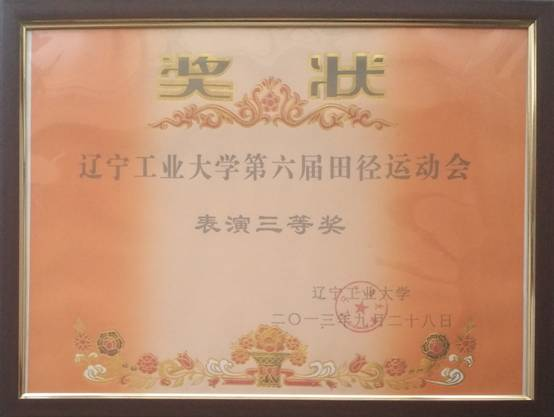 奖状
辽宁工业大学第六届田径运动会
表演三等奖
辽宁工业大学
二〇一三年九月二十八日